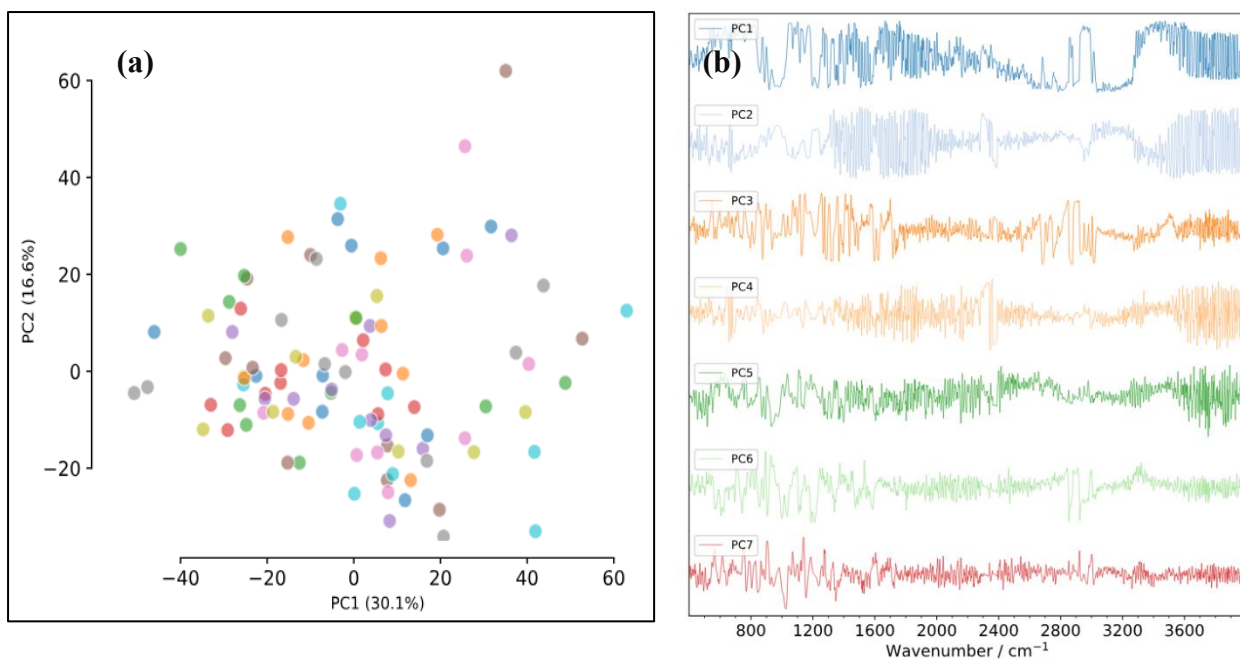 (a)
60
40
20
0
−20
PC2 (16.6%)
−40
−20
0
20
40
60
PC1 (30.1%)
(b)
PC1
PC2
PC3
PC4
PC5
PC6
PC7
800
1200
1600
2000
2400
2800
3200
3600
Wavenumber / cm⁻¹